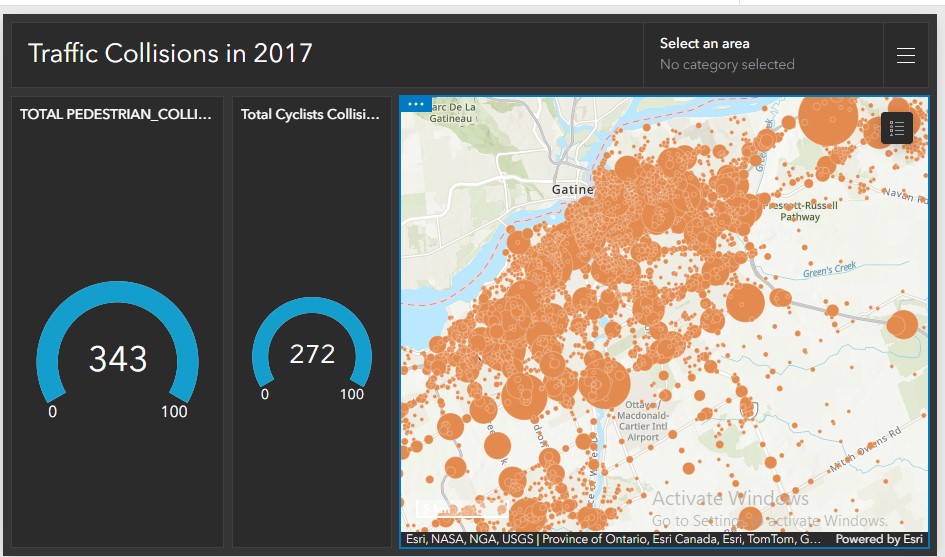 Traffic Collisions in 2017
Select an area
No category selected
TOTAL PEDESTRIAN_COLLI...
Total Cyclists Collisi...
343
0
100
272
0
100
arc De La
Gatineau
Gatine
Prescott-Russell
Pathway
Navan Rd
Green's Creek
Ottawa /
Macdonald-
Cartier Intl
Airport
Mitch Owens Rd
Activate Windows
Go to Settings to activate Windows.
Esri, NASA, NGA, USGS | Province of Ontario, Esri Canada, Esri, TomTom, G...
Powered by Esri